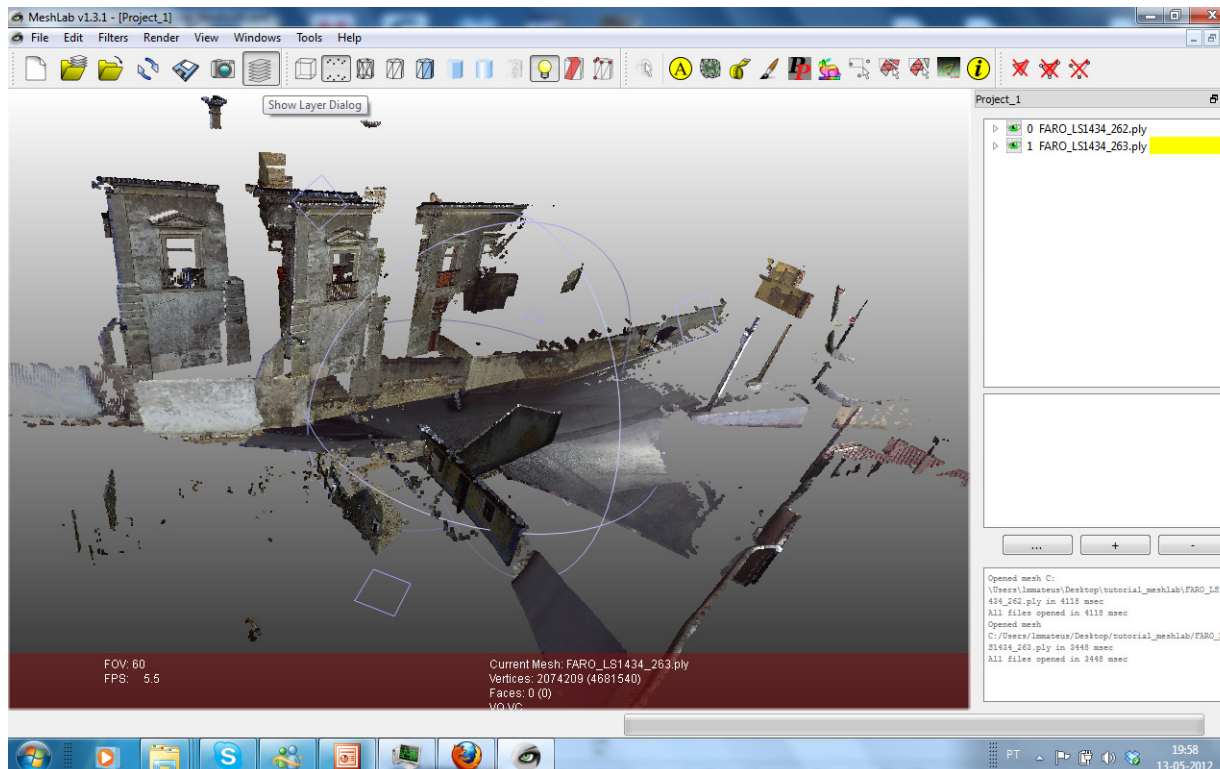 MeshLab v1.3.1 - [Project_1]
File Edit Filters Render View Windows Tools Help
Show Layer Dialog
Project_1
0 FARO_LS1434_262.ply
1 FARO_LS1434_263.ply
... + -
Opened mesh C:
\Users\lmmateus\Desktop\tutorial_meshlab\FARO_LS1
434_262.ply in 4118 msec
All files opened in 4118 msec
Opened mesh
C:/Users/lmmateus/Desktop/tutorial_meshlab/FARO_L
S1434_263.ply in 3448 msec
All files opened in 3448 msec
FOV: 60
FPS: 5.5
Current Mesh: FARO_LS1434_263.ply
Vertices: 2074209 (4681540)
Faces: 0 (0)
VQ VC
PT
19:58
13-05-2012